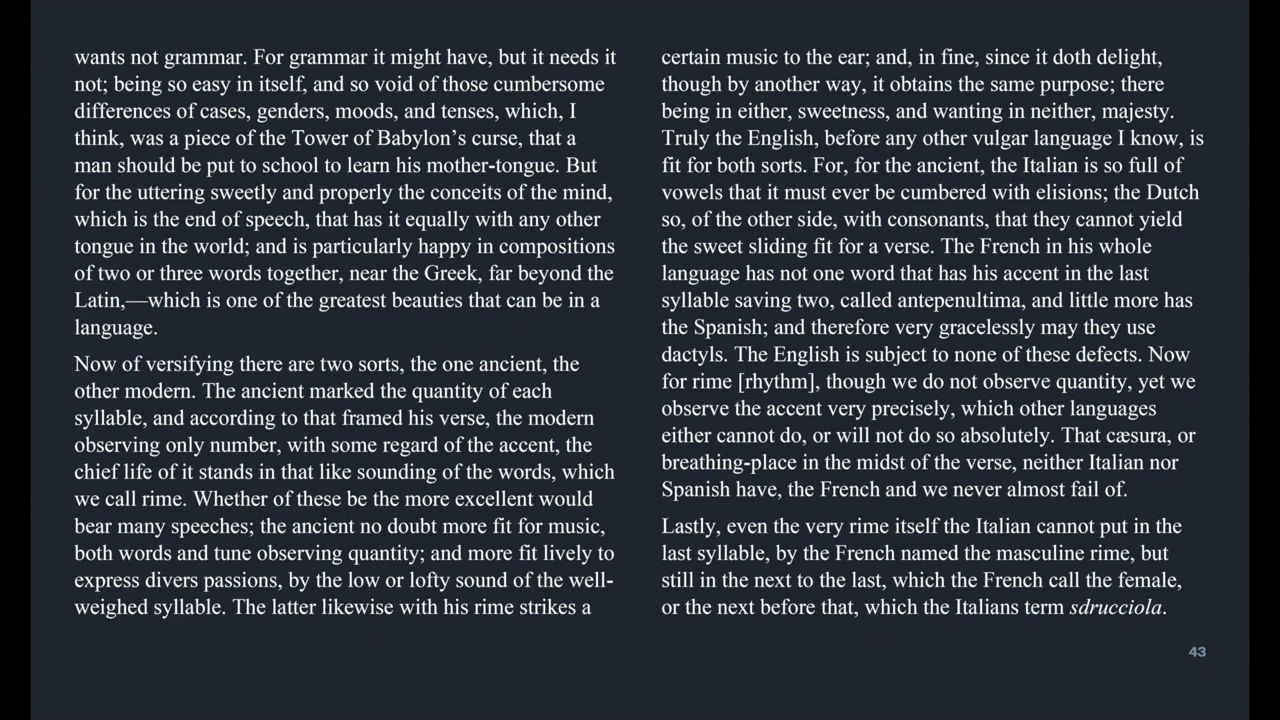 wants not grammar. For grammar it might have, but it needs it
not; being so easy in itself, and so void of those cumbersome
differences of cases, genders, moods, and tenses, which, I
think, was a piece of the Tower of Babylon’s curse, that a
man should be put to school to learn his mother-tongue. But
for the uttering sweetly and properly the conceits of the mind,
which is the end of speech, that has it equally with any other
tongue in the world; and is particularly happy in compositions
of two or three words together, near the Greek, far beyond the
Latin,—which is one of the greatest beauties that can be in a
language.
Now of versifying there are two sorts, the one ancient, the
other modern. The ancient marked the quantity of each
syllable, and according to that framed his verse, the modern
observing only number, with some regard of the accent, the
chief life of it stands in that like sounding of the words, which
we call rime. Whether of these be the more excellent would
bear many speeches; the ancient no doubt more fit for music,
both words and tune observing quantity; and more fit lively to
express divers passions, by the low or lofty sound of the well-
weighed syllable. The latter likewise with his rime strikes a
certain music to the ear; and, in fine, since it doth delight,
though by another way, it obtains the same purpose; there
being in either, sweetness, and wanting in neither, majesty.
Truly the English, before any other vulgar language I know, is
fit for both sorts. For, for the ancient, the Italian is so full of
vowels that it must ever be cumbered with elisions; the Dutch
so, of the other side, with consonants, that they cannot yield
the sweet sliding fit for a verse. The French in his whole
language has not one word that has his accent in the last
syllable saving two, called antepenultima, and little more has
the Spanish; and therefore very gracelessly may they use
dactyls. The English is subject to none of these defects. Now
for rime [rhythm], though we do not observe quantity, yet we
observe the accent very precisely, which other languages
either cannot do, or will not do so absolutely. That cæsura, or
breathing-place in the midst of the verse, neither Italian nor
Spanish have, the French and we never almost fail of.
Lastly, even the very rime itself the Italian cannot put in the
last syllable, by the French named the masculine rime, but
still in the next to the last, which the French call the female,
or the next before that, which the Italians term sdrucciola.
43